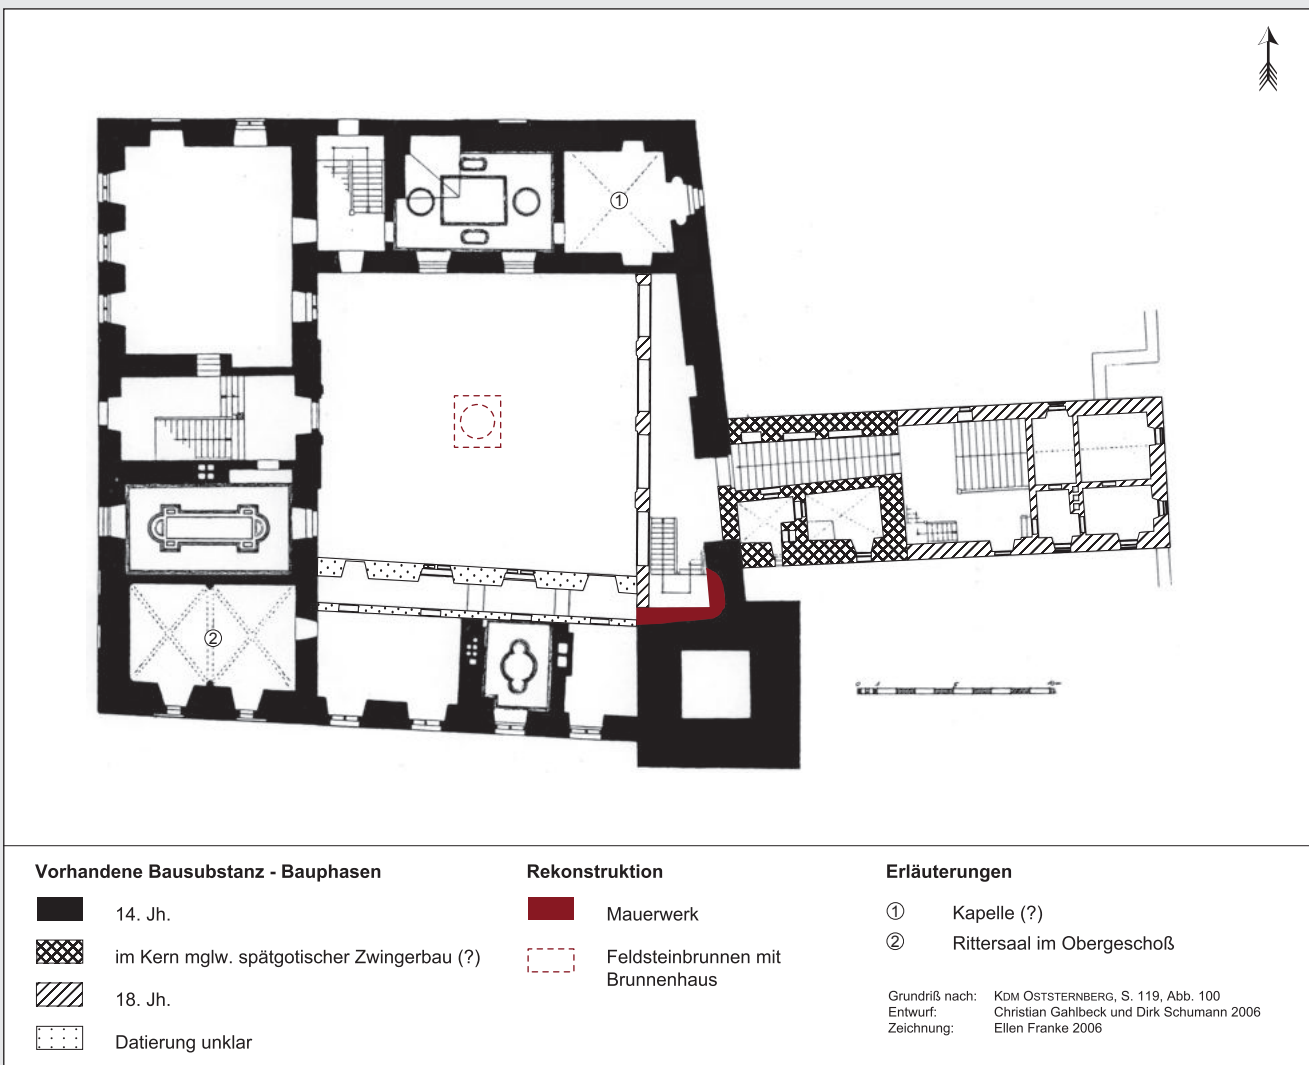 ①
②
Vorhandene Bausubstanz - Bauphasen
14. Jh.
im Kern mglw. spätgotischer Zwingerbau (?)
18. Jh.
Datierung unklar
Rekonstruktion
Mauerwerk
Feldsteinbrunnen mit
Brunnenhaus
Erläuterungen
① Kapelle (?)
② Rittersaal im Obergeschoß
Grundriß nach: KDM OSTSTERNBERG, S. 119, Abb. 100
Entwurf: Christian Gahlbeck und Dirk Schumann 2006
Zeichnung: Ellen Franke 2006